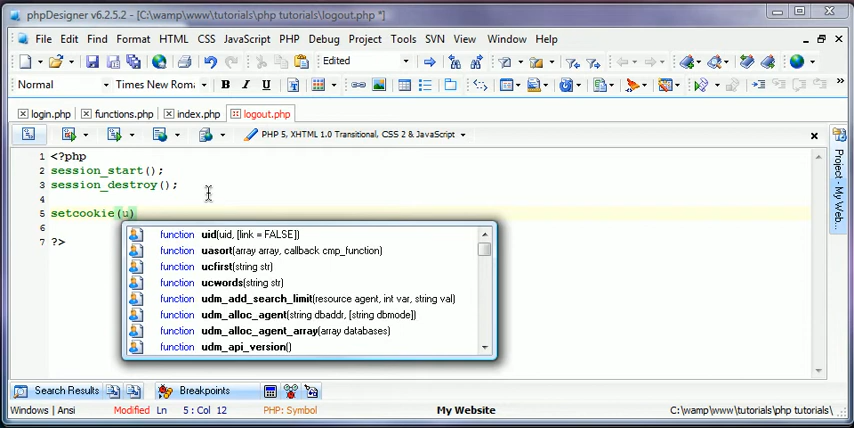 phpDesigner v6.2.5.2 - [C:\wamp\www\tutorials\php tutorials\logout.php *]
File Edit Find Format HTML CSS JavaScript PHP Debug Project Tools SVN View Window Help
Edited
Normal Times New Roma B I U
login.php functions.php index.php logout.php
PHP 5, XHTML 1.0 Transitional, CSS 2 & JavaScript
1 <?php
2 session_start();
3 session_destroy();
4
5 setcookie(u)
6
7 ?>
function uid(uid, [link = FALSE])
function uasort(array array, callback cmp_function)
function ucfirst(string str)
function ucwords(string str)
function udm_add_search_limit(resource agent, int var, string val)
function udm_alloc_agent(string dbaddr, [string dbmode])
function udm_alloc_agent_array(array databases)
function udm_api_version()
Project - My Web..
Search Results Breakpoints
Windows | Ansi Modified Ln 5 : Col 12 PHP: Symbol My Website C:\wamp\www\tutorials\php tutorials\